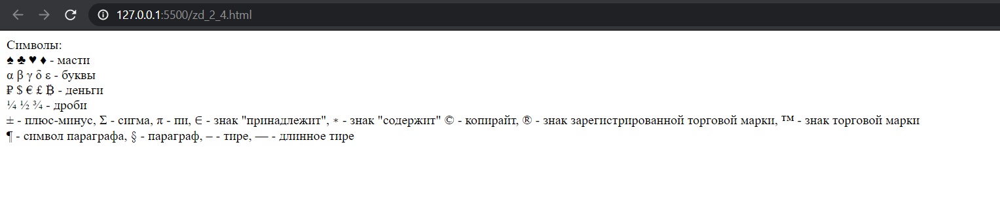 127.0.0.1:5500/zd_2_4.html
Символы:
♠ ♣ ♥ ♦ - масти
α β γ δ ε - буквы
₽ $ € £ ₿ - деньги
¼ ½ ¾ - дроби
± - плюс-минус, Σ - сигма, π - пи, ∈ - знак "принадлежит", ∗ - знак "содержит" © - копирайт, ® - знак зарегистрированной торговой марки, ™ - знак торговой марки
¶ - символ параграфа, § - параграф, – - тире, — - длинное тире